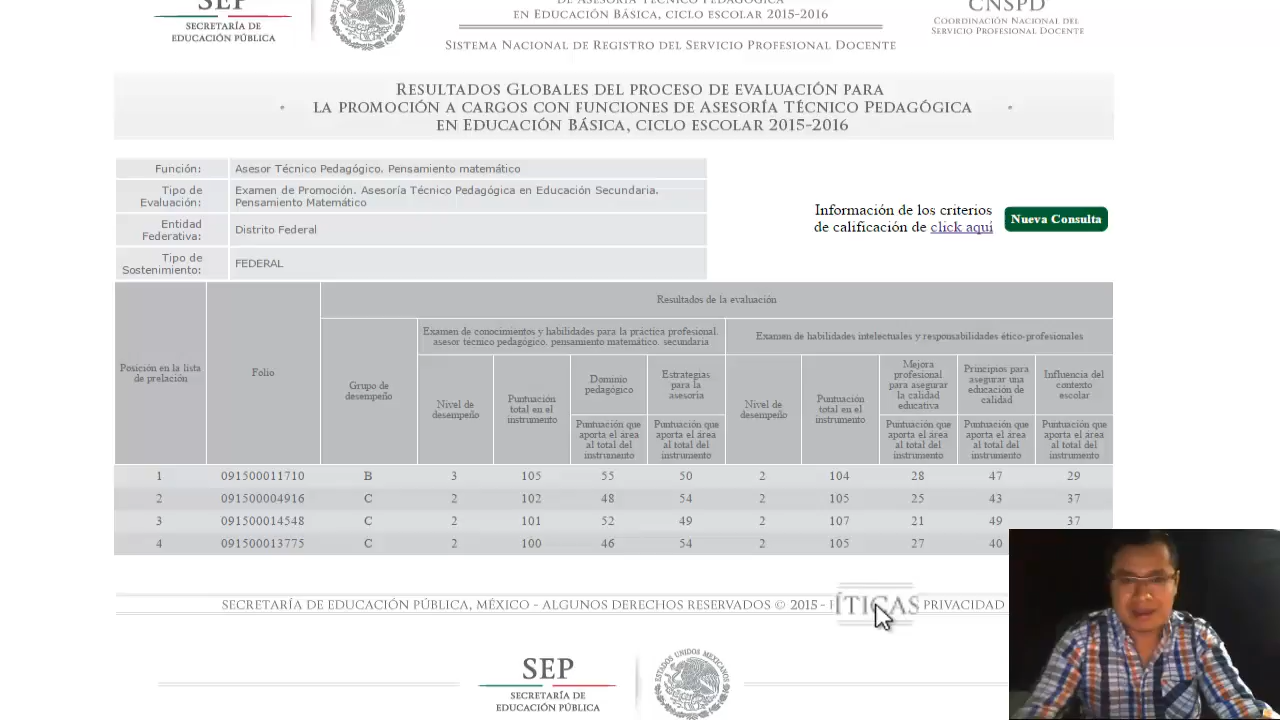 SEP
SECRETARÍA DE
EDUCACIÓN PÚBLICA
DE ASESORÍA TÉCNICO PEDAGÓGICA
EN EDUCACIÓN BÁSICA, CICLO ESCOLAR 2015-2016
SISTEMA NACIONAL DE REGISTRO DEL SERVICIO PROFESIONAL DOCENTE
CNSPD
COORDINACIÓN NACIONAL DEL
SERVICIO PROFESIONAL DOCENTE
RESULTADOS GLOBALES DEL PROCESO DE EVALUACIÓN PARA
LA PROMOCIÓN A CARGOS CON FUNCIONES DE ASESORÍA TÉCNICO PEDAGÓGICA
EN EDUCACIÓN BÁSICA, CICLO ESCOLAR 2015-2016
Función: Asesor Técnico Pedagógico. Pensamiento matemático
Tipo de Evaluación: Examen de Promoción. Asesoría Técnico Pedagógica en Educación Secundaria.
Pensamiento Matemático
Entidad Federativa: Distrito Federal
Tipo de Sostenimiento: FEDERAL
Información de los criterios
de calificación de click aquí
Nueva Consulta
Posición en la lista
de prelación
Folio
Resultados de la evaluación
Grupo de
desempeño
Examen de conocimientos y habilidades para la práctica profesional.
asesor técnico pedagógico. pensamiento matemático. secundaria
Examen de habilidades intelectuales y responsabilidades ético-profesionales
Nivel de
desempeño
Puntuación
total en el
instrumento
Dominio
pedagógico
Estrategias
para la
asesoría
Nivel de
desempeño
Puntuación
total en el
instrumento
Mejora
profesional
para asegurar
la calidad
educativa
Principios para
asegurar una
educación de
calidad
Influencia del
contexto
escolar
Puntuación que
aporta el área
al total del
instrumento
Puntuación que
aporta el área
al total del
instrumento
Puntuación que
aporta el área
al total del
instrumento
Puntuación que
aporta el área
al total del
instrumento
Puntuación que
aporta el área
al total del
instrumento
1 091500011710 B 3 105 55 50 2 104 28 47 29
2 091500004916 C 2 102 48 54 2 105 25 43 37
3 091500014548 C 2 101 52 49 2 107 21 49 37
4 091500013775 C 2 100 46 54 2 105 27 40
SECRETARÍA DE EDUCACIÓN PÚBLICA, MÉXICO - ALGUNOS DERECHOS RESERVADOS © 2015 - ÍTICAS PRIVACIDAD
SEP
SECRETARÍA DE
EDUCACIÓN PÚBLICA
ESTADOS UNIDOS MEXICANOS